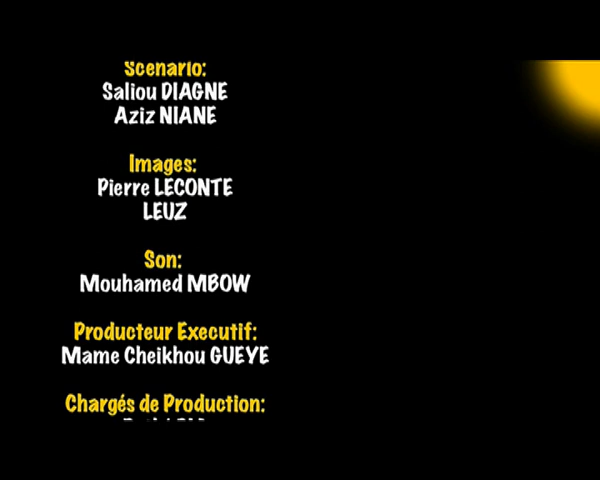 Scénario:
Saliou DIAGNE
Aziz NIANE
Images:
Pierre LECONTE
LEUZ
Son:
Mouhamed MBOW
Producteur Executif:
Mame Cheikhou GUEYE
Chargés de Production: